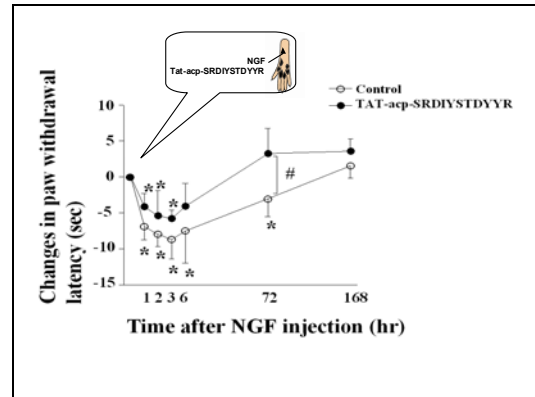 NGF
Tat-acp-SRDIYSTDYYR
Control
TAT-acp-SRDIYSTDYYR
Changes in paw withdrawal
latency (sec)
10
5
0
-5
-10
-15
* * *
#
* * * * *
1 2 3 6 72 168
Time after NGF injection (hr)